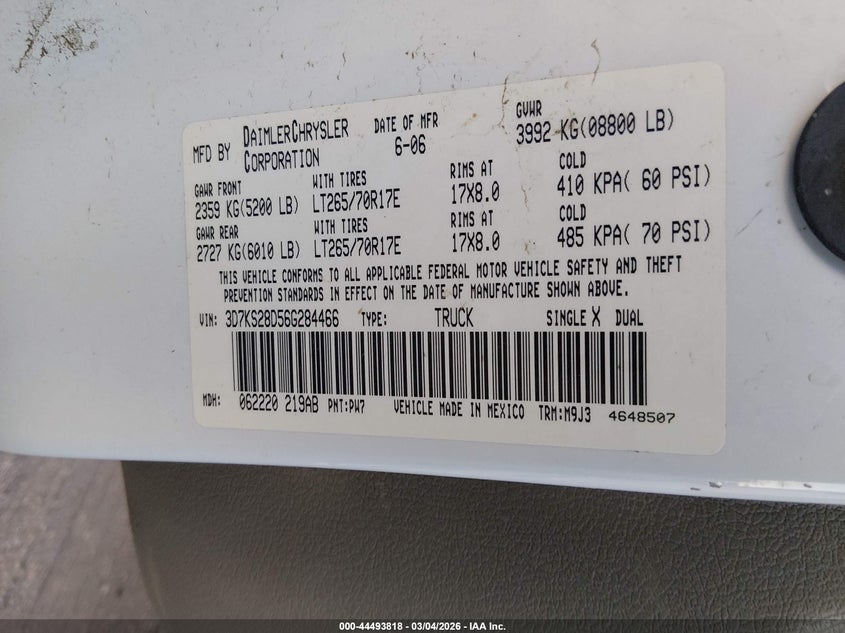 MFD BY DAIMLERCHRYSLER CORPORATION DATE OF MFR 6-06 GVWR 3992 KG(08800 LB)
GAWR FRONT WITH TIRES RIMS AT COLD
2359 KG(5200 LB) LT265/70R17E 17X8.0 410 KPA( 60 PSI)
GAWR REAR WITH TIRES RIMS AT COLD
2727 KG(6010 LB) LT265/70R17E 17X8.0 485 KPA( 70 PSI)
THIS VEHICLE CONFORMS TO ALL APPLICABLE FEDERAL MOTOR VEHICLE SAFETY AND THEFT
PREVENTION STANDARDS IN EFFECT ON THE DATE OF MANUFACTURE SHOWN ABOVE.
VIN: 3D7KS28D56G284466 TYPE: TRUCK SINGLE X DUAL
MDH: 062220 219AB PNT:PW7 VEHICLE MADE IN MEXICO TRM:M9J3 4648507
000-44493818 - 03/04/2026 - IAA Inc.